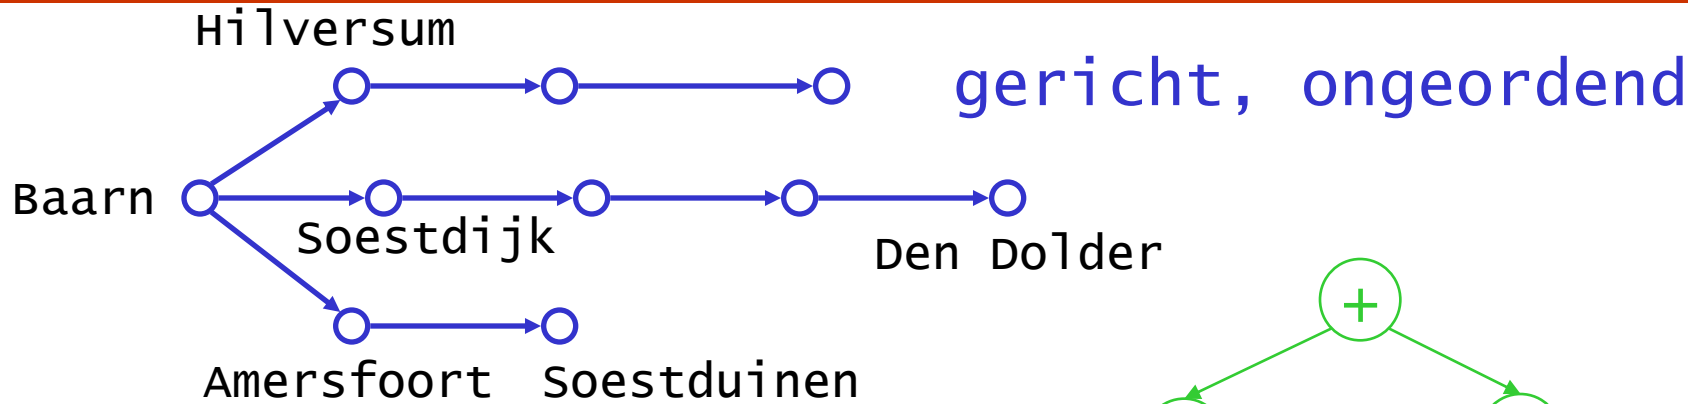 Hilversum
gericht, ongeordend
Baarn
Soestdijk
Den Dolder
+
Amersfoort
Soestduinen